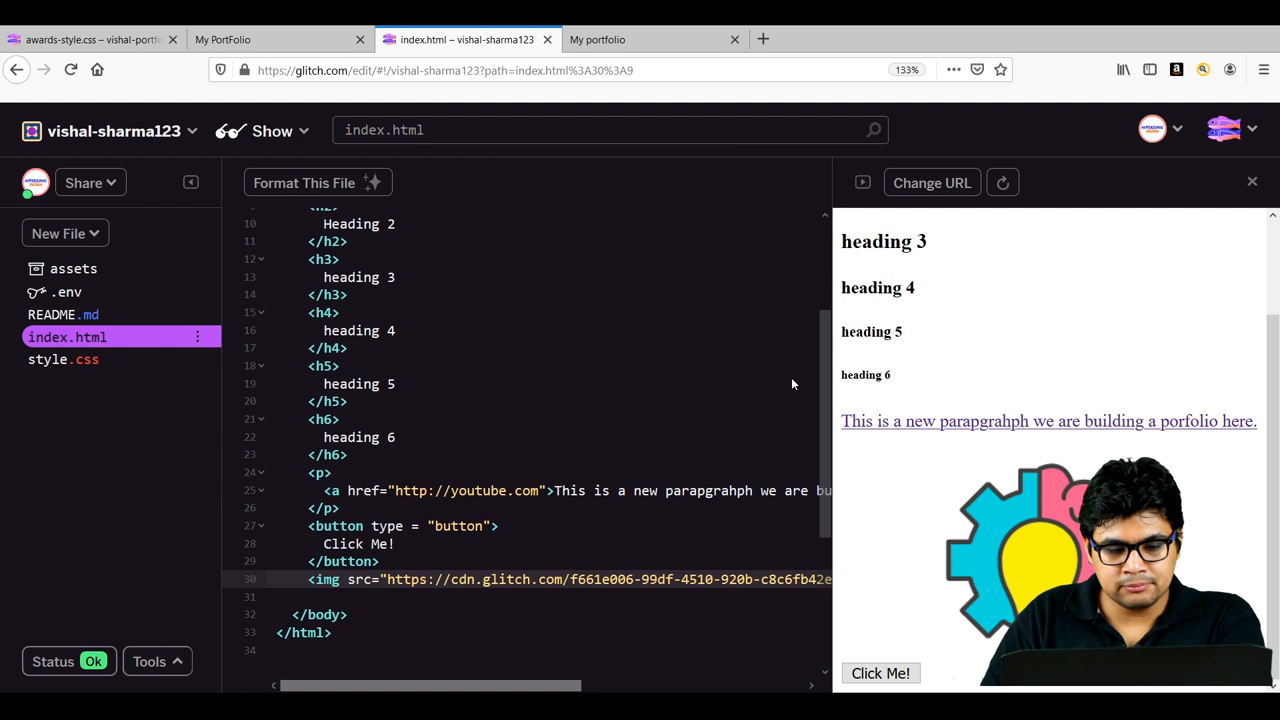 awards-style.css – vishal-portfo
My PortFolio
index.html – vishal-sharma123
My portfolio
https://glitch.com/edit/#!/vishal-sharma123?path=index.html%3A30%3A9
133%
vishal-sharma123
Show
index.html
Share
Format This File
Change URL
New File
assets
.env
README.md
index.html
style.css
<h2>
10 Heading 2
11 </h2>
12 <h3>
13 heading 3
14 </h3>
15 <h4>
16 heading 4
17 </h4>
18 <h5>
19 heading 5
20 </h5>
21 <h6>
22 heading 6
23 </h6>
24 <p>
25 <a href="http://youtube.com">This is a new parapgrahph we are bu
26 </p>
27 <button type = "button">
28 Click Me!
29 </button>
30 <img src="https://cdn.glitch.com/f661e006-99df-4510-920b-c8c6fb42e
31
32 </body>
33 </html>
34
Status Ok
Tools
heading 3
heading 4
heading 5
heading 6
This is a new parapgrahph we are building a porfolio here.
Click Me!